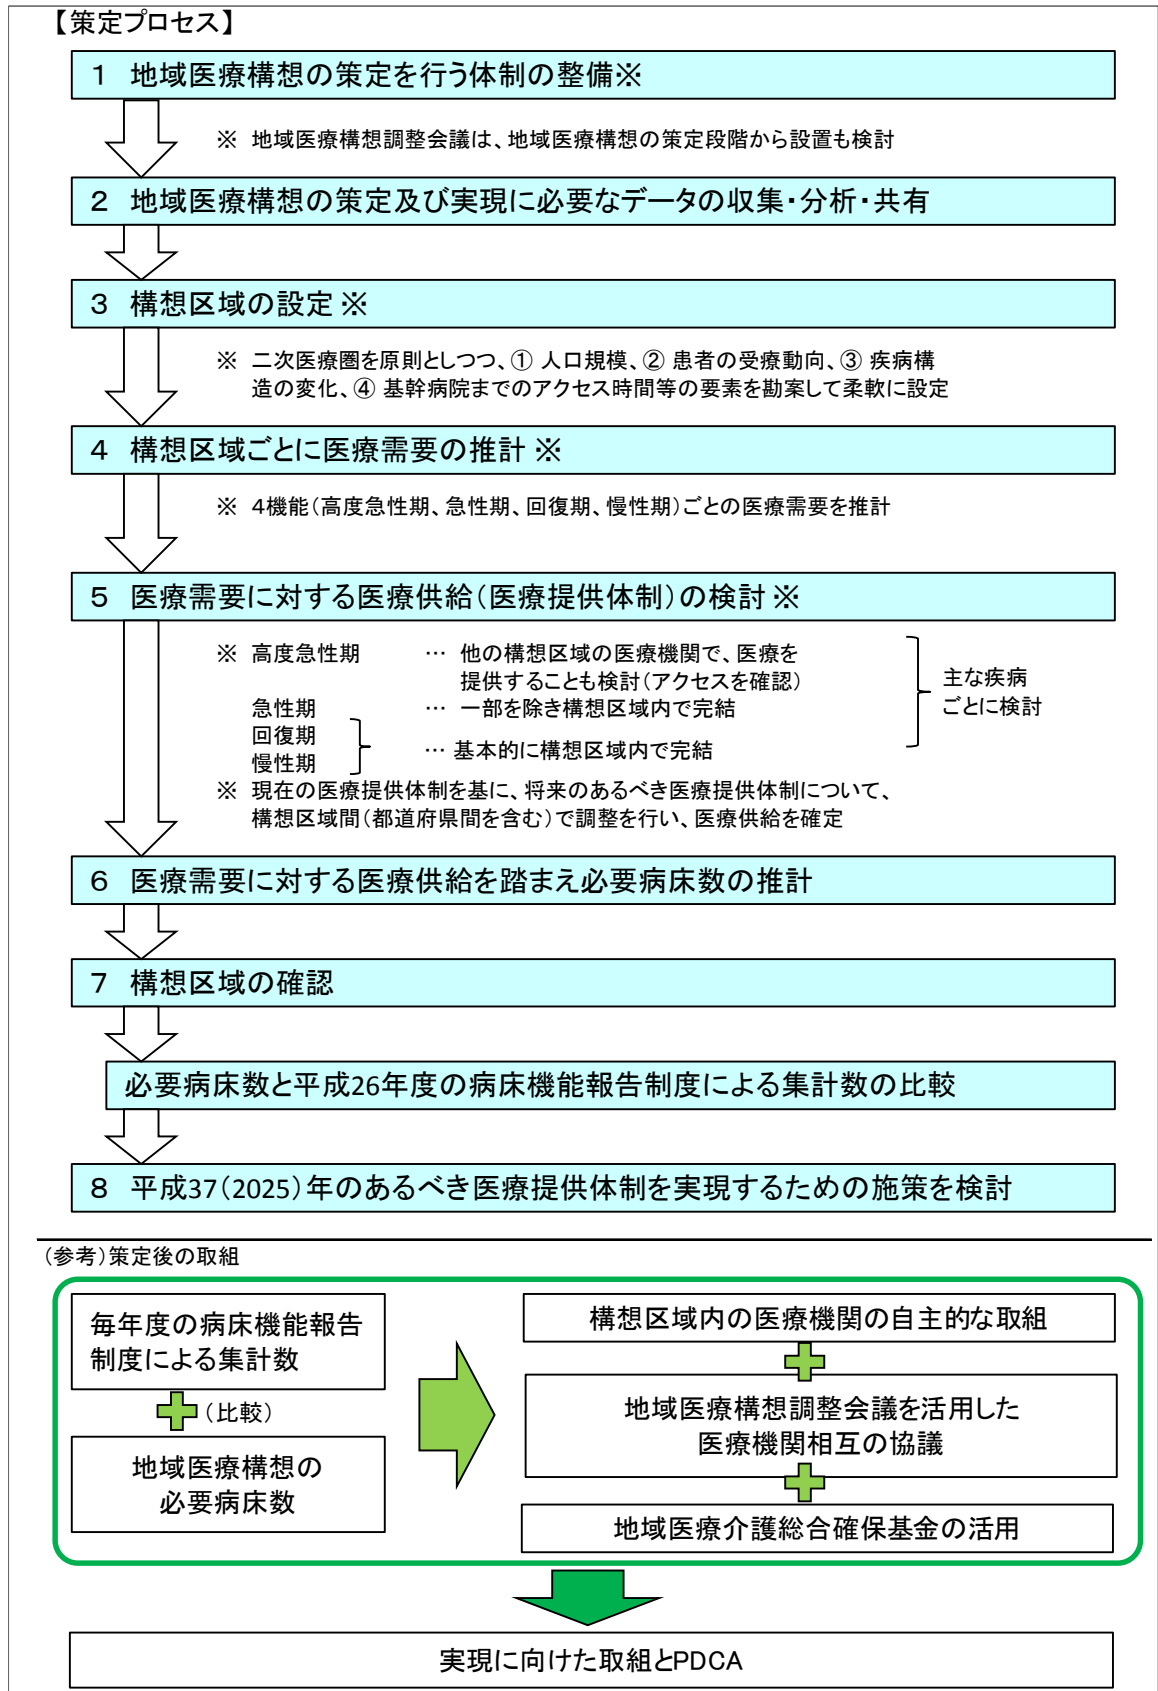 【策定プロセス】
１ 地域医療構想の策定を行う体制の整備※
※ 地域医療構想調整会議は、地域医療構想の策定段階から設置も検討
２ 地域医療構想の策定及び実現に必要なデータの収集・分析・共有
３ 構想区域の設定※
※ 二次医療圏を原則としつつ、① 人口規模、② 患者の受療動向、③ 疾病構
造の変化、④ 基幹病院までのアクセス時間等の要素を勘案して柔軟に設定
４ 構想区域ごとに医療需要の推計※
※ 4機能（高度急性期、急性期、回復期、慢性期）ごとの医療需要を推計
５ 医療需要に対する医療供給（医療提供体制）の検討※
※ 高度急性期 … 他の構想区域の医療機関で、医療を
提供することも検討（アクセスを確認）
急性期 … 一部を除き構想区域内で完結
回復期
慢性期
… 基本的に構想区域内で完結
主な疾病
ごとに検討
※ 現在の医療提供体制を基に、将来のあるべき医療提供体制について、
構想区域間（都道府県間を含む）で調整を行い、医療供給を確定
６ 医療需要に対する医療供給を踏まえ必要病床数の推計
７ 構想区域の確認
必要病床数と平成26年度の病床機能報告制度による集計数の比較
８ 平成37（2025）年のあるべき医療提供体制を実現するための施策を検討
（参考）策定後の取組
毎年度の病床機能報告
制度による集計数
（比較）
地域医療構想の
必要病床数
構想区域内の医療機関の自主的な取組
地域医療構想調整会議を活用した
医療機関相互の協議
地域医療介護総合確保基金の活用
実現に向けた取組とPDCA